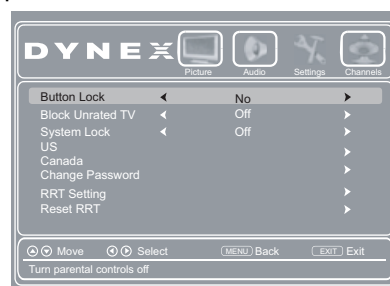 DYNEX
Picture Audio Settings Channels
Button Lock No
Block Unrated TV Off
System Lock Off
US
Canada
Change Password
RRT Setting
Reset RRT
Move Select MENU Back EXIT Exit
Turn parental controls off